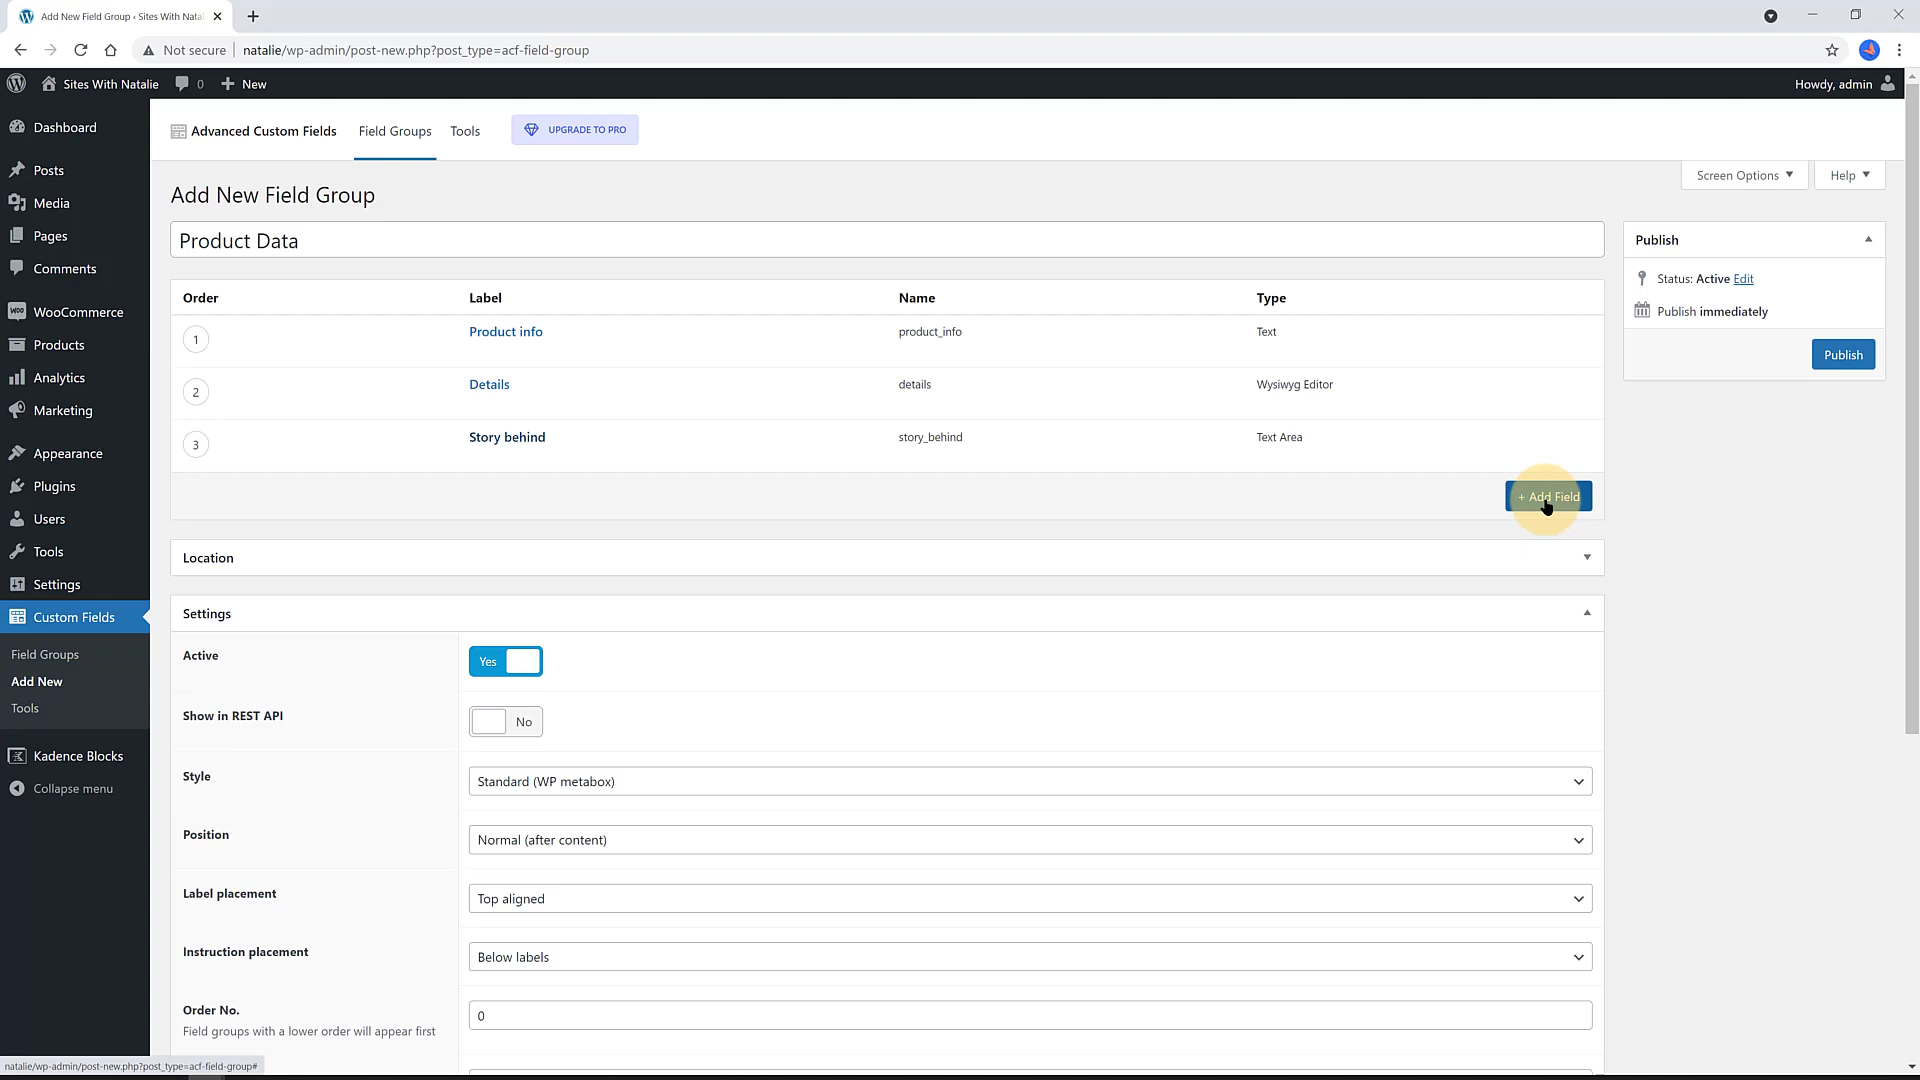 Add New Field Group ‹ Sites With Natal
Not secure natalie/wp-admin/post-new.php?post_type=acf-field-group
Sites With Natalie 0 New Howdy, admin
Dashboard
Posts
Media
Pages
Comments
WOO WooCommerce
Products
Analytics
Marketing
Appearance
Plugins
Users
Tools
Settings
Custom Fields
Field Groups
Add New
Tools
Kadence Blocks
Collapse menu
Advanced Custom Fields Field Groups Tools UPGRADE TO PRO
Screen Options Help
Add New Field Group
Product Data
Order Label Name Type
1 Product info product_info Text
2 Details details Wysiwyg Editor
3 Story behind story_behind Text Area
+ Add Field
Location
Settings
Active Yes
Show in REST API No
Style Standard (WP metabox)
Position Normal (after content)
Label placement Top aligned
Instruction placement Below labels
Order No. 0
Field groups with a lower order will appear first
Publish
Status: Active Edit
Publish immediately
Publish
natalie/wp-admin/post-new.php?post_type=acf-field-group#